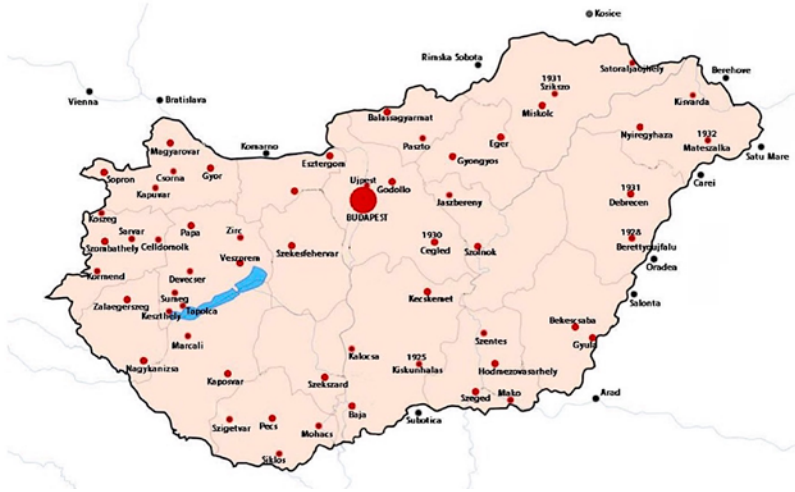 Kosice
Rimska Sobota
Satoraljaujhely
Berehove
1931
Szikszo
Vienna
Bratislava
Kisvarda
Miskolc
Balassagyarmat
Nyiregyhaza
1932
Mateszalka
Satu Mare
Magyarovar
Komarno
Paszto
Eger
Esztergom
Gyongyos
Csorna
Gyor
Sopron
Ujpest
Godollo
Carei
Kapuvar
1931
Jaszbereny
Debrecen
BUDAPEST
Koszeg
Sarvar
Papa
Zirc
1930
1928
Szombathely
Celldomolk
Cegled
Szolnok
Berettyoujfalu
Szekesfehervar
Veszprem
Oradea
Kormend
Devecser
Sumeg
Kecskemet
Salonta
Zalaegerszeg
Tapolca
Keszthely
Bekescsaba
Marcali
Szentes
Gyula
Kalocsa
1925
Nagykanizsa
Kiskunhalas
Hodmezovasarhely
Kaposvar
Szekszard
Szeged
Mako
Arad
Baja
Subotica
Szigetvar
Pecs
Mohacs
Siklos